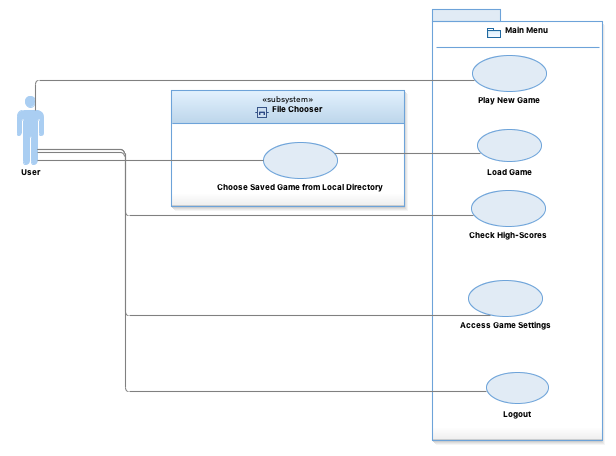 Main Menu
Play New Game
«subsystem»
File Chooser
User
Choose Saved Game from Local Directory
Load Game
Check High-Scores
Access Game Settings
Logout